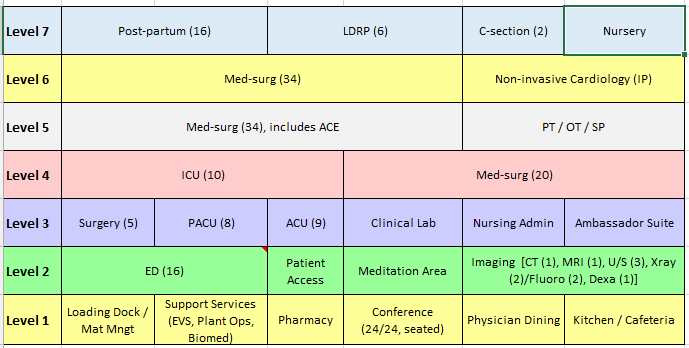 Level 7
Post-partum (16)
LDRP (6)
C-section (2)
Nursery
Level 6
Med-surg (34)
Non-invasive Cardiology (IP)
Level 5
Med-surg (34), includes ACE
PT / OT / SP
Level 4
ICU (10)
Med-surg (20)
Level 3
Surgery (5)
PACU (8)
ACU (9)
Clinical Lab
Nursing Admin
Ambassador Suite
Level 2
ED (16)
Patient
Access
Meditation Area
Imaging  [CT (1), MRI (1), U/S (3), Xray
(2)/Fluoro (2), Dexa (1)]
Level 1
Loading Dock /
Mat Mngt
Support Services
(EVS, Plant Ops,
Biomed)
Pharmacy
Conference
(24/24, seated)
Physician Dining
Kitchen / Cafeteria